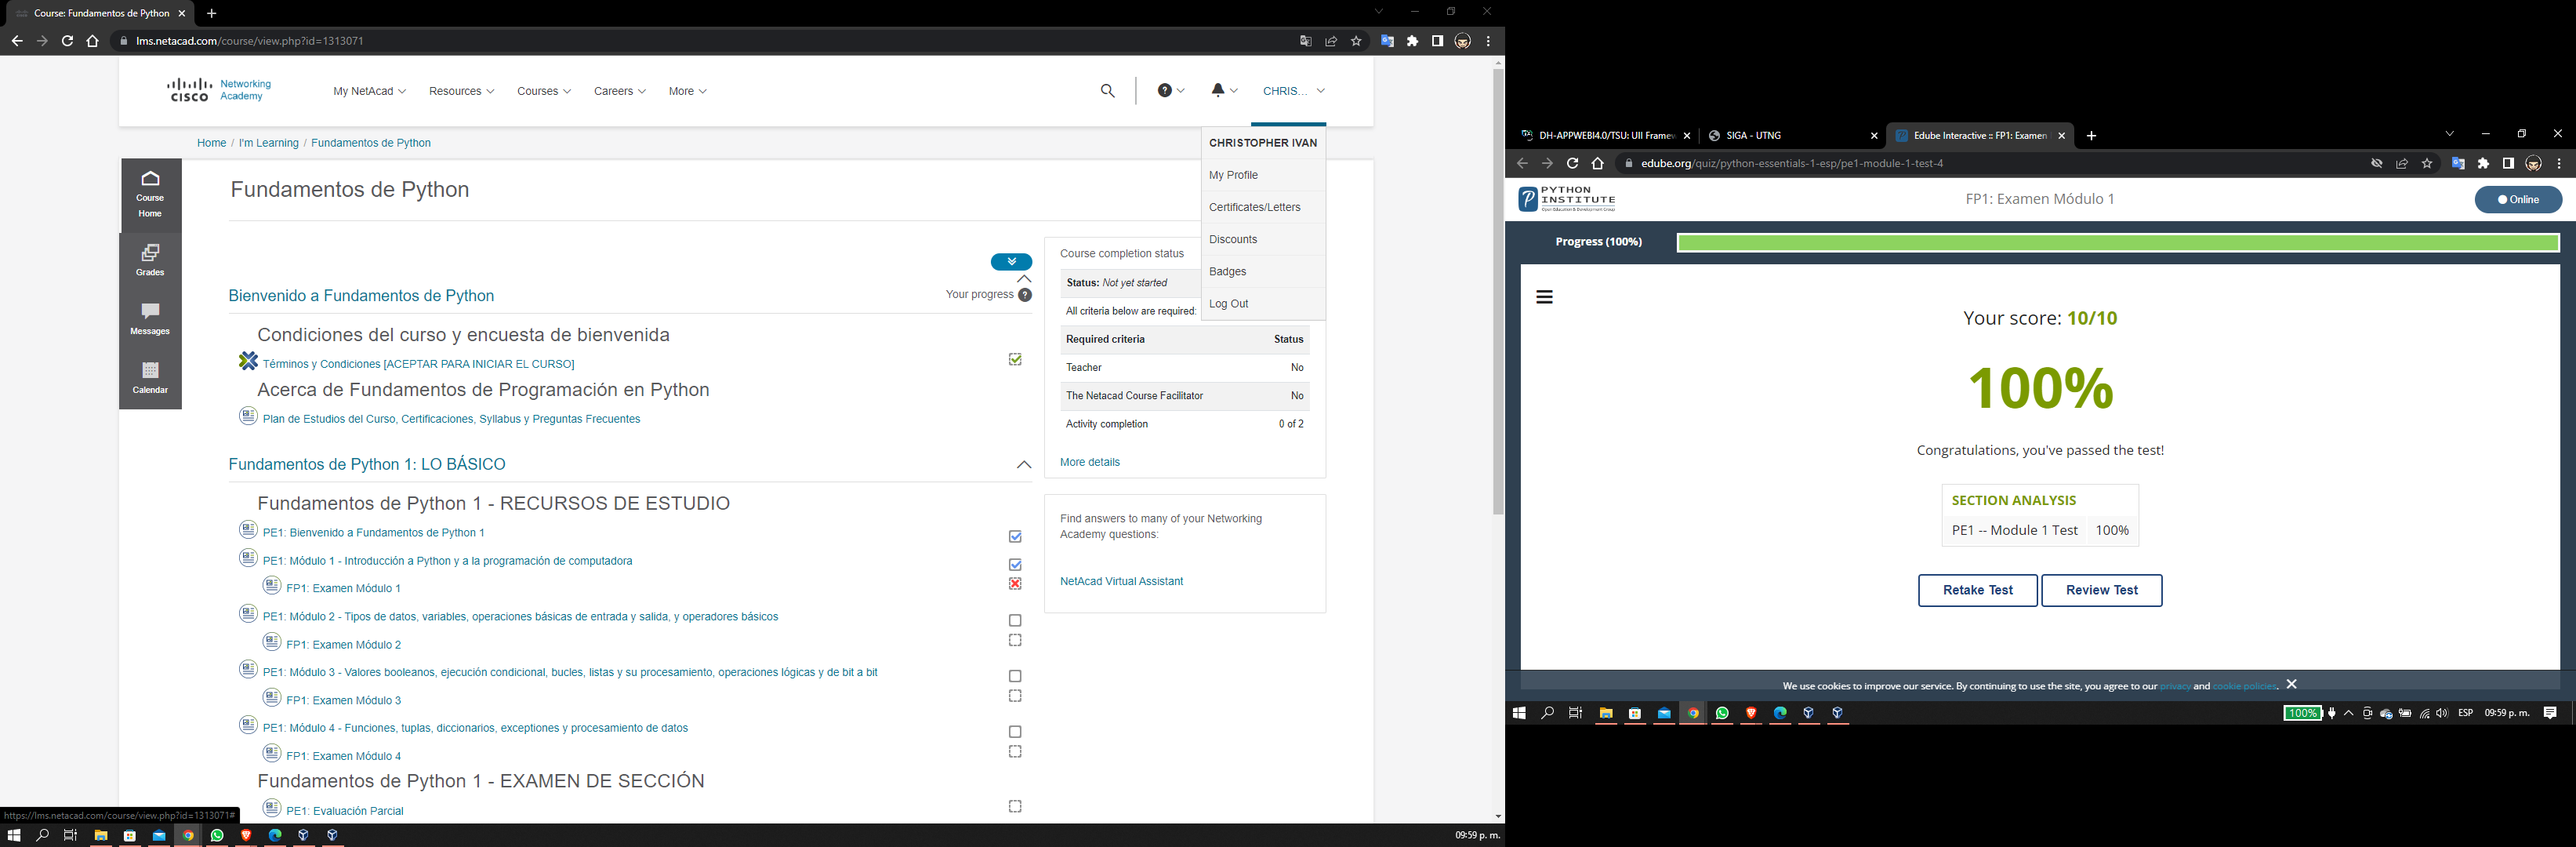 Course: Fundamentos de Python
lms.netacad.com/course/view.php?id=1313071
CISCO
Networking
Academy
My NetAcad
Resources
Courses
Careers
More
CHRIS...
Home / I'm Learning / Fundamentos de Python
CHRISTOPHER IVAN
My Profile
Certificates/Letters
Discounts
Badges
Log Out
Course
Home
Grades
Messages
Calendar
Fundamentos de Python
Your progress
Bienvenido a Fundamentos de Python
Condiciones del curso y encuesta de bienvenida
Términos y Condiciones [ACEPTAR PARA INICIAR EL CURSO]
Acerca de Fundamentos de Programación en Python
Plan de Estudios del Curso, Certificaciones, Syllabus y Preguntas Frecuentes
Fundamentos de Python 1: LO BÁSICO
Fundamentos de Python 1 - RECURSOS DE ESTUDIO
PE1: Bienvenido a Fundamentos de Python 1
PE1: Módulo 1 - Introducción a Python y a la programación de computadora
FP1: Examen Módulo 1
PE1: Módulo 2 - Tipos de datos, variables, operaciones básicas de entrada y salida, y operadores básicos
FP1: Examen Módulo 2
PE1: Módulo 3 - Valores booleanos, ejecución condicional, bucles, listas y su procesamiento, operaciones lógicas y de bit a bit
FP1: Examen Módulo 3
PE1: Módulo 4 - Funciones, tuplas, diccionarios, exceptiones y procesamiento de datos
FP1: Examen Módulo 4
Fundamentos de Python 1 - EXAMEN DE SECCIÓN
PE1: Evaluación Parcial
Course completion status
Status: Not yet started
All criteria below are required:
Required criteria Status
Teacher No
The Netacad Course Facilitator No
Activity completion 0 of 2
More details
Find answers to many of your Networking
Academy questions:
NetAcad Virtual Assistant
https://lms.netacad.com/course/view.php?id=1313071#
09:59 p. m.
DH-APPWEBI4.0/TSU: UII Framew
SIGA - UTNG
Edube Interactive :: FP1: Examen
edube.org/quiz/python-essentials-1-esp/pe1-module-1-test-4
PYTHON
INSTITUTE
Open Education & Development Group
FP1: Examen Módulo 1
Online
Progress (100%)
Your score: 10/10
100%
Congratulations, you've passed the test!
SECTION ANALYSIS
PE1 -- Module 1 Test 100%
Retake Test
Review Test
We use cookies to improve our service. By continuing to use the site, you agree to our privacy and cookie policies.
100%
ESP
09:59 p. m.